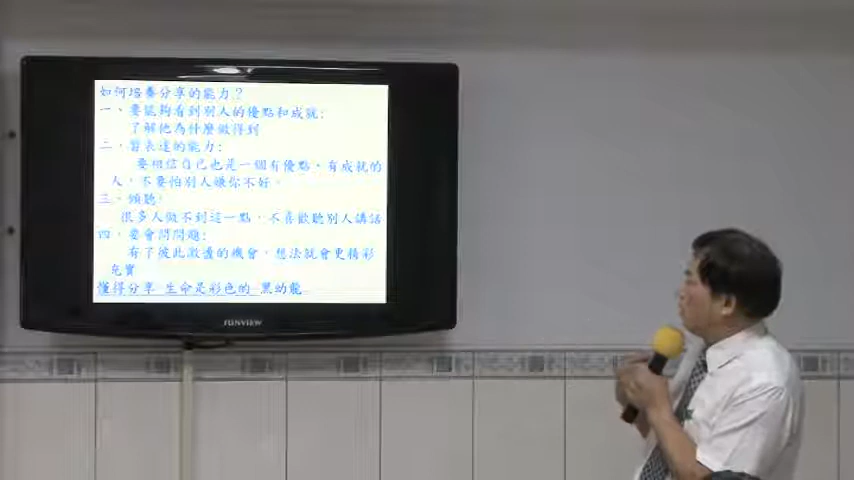 如何培養分享的能力?
一、要能夠看到別人的優點和成就:
了解他為什麼做得到
二、習表達的能力:
要相信自己也是一個有優點、有成就的
人,不要怕別人嫌你不好。
三、傾聽:
很多人做不到這一點,不喜歡聽別人講話
四、要會問問題:
有了彼此激盪的機會,想法就會更精彩
充實
懂得分享 生命是彩色的 黑幼龍
FUNVIEW